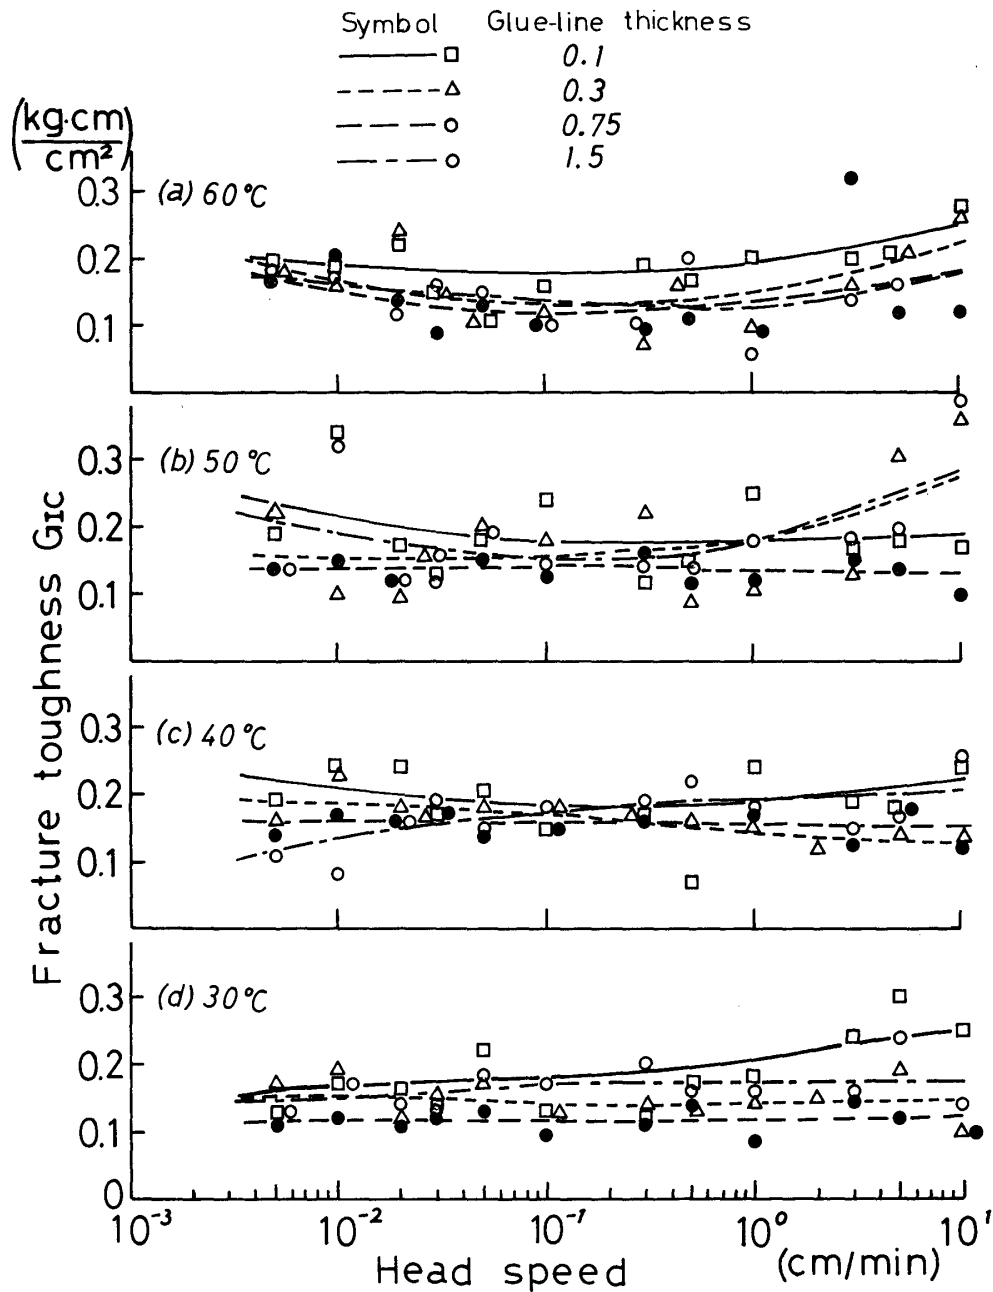 Symbol Glue-line thickness
0.1
0.3
0.75
1.5
(kg·cm/cm²)
0.3 (a) 60°C
0.2
0.1
0.3 (b) 50°C
0.2
0.1
0.3 (c) 40°C
0.2
0.1
0.3 (d) 30°C
0.2
0.1
0
Fracture toughness GIC
10⁻³ 10⁻² 10⁻¹ 10⁰ 10¹
Head speed (cm/min)